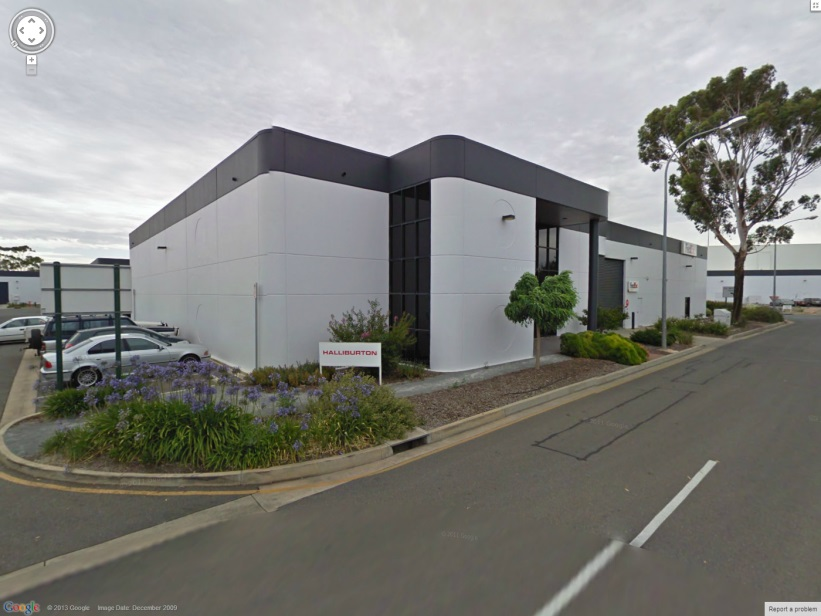 HALLIBURTON
Google
© 2013 Google
Image Date: December 2009
Report a problem